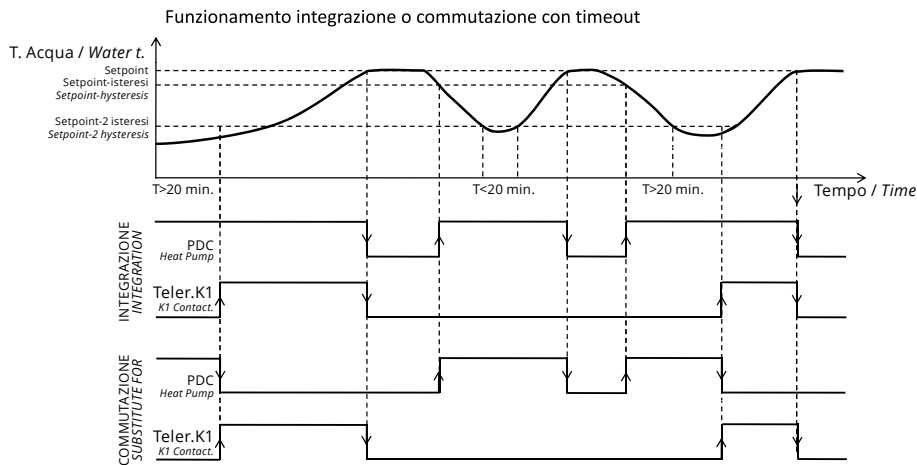 Funzionamento integrazione o commutazione con timeout
T. Acqua / Water t.
Setpoint
Setpoint-isteresi
Setpoint-hysteresis
Setpoint-2 isteresi
Setpoint-2 hysteresis
T>20 min.
T<20 min.
T>20 min.
Tempo / Time
INTEGRAZIONE
INTEGRATION
PDC
Heat Pump
Teler.K1
K1 Contact.
COMMUTAZIONE
SUBSTITUTE FOR
PDC
Heat Pump
Teler.K1
K1 Contact.